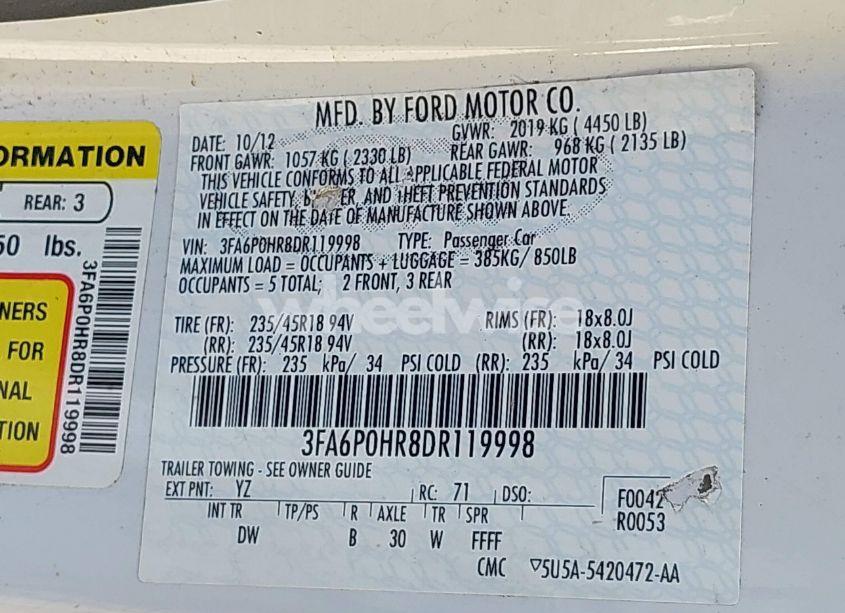 ORMATION
REAR: 3
50 lbs.
NERS
FOR
NAL
TION
3FA6P0HR8DR119998
MFD. BY FORD MOTOR CO.
DATE: 10/12 GVWR: 2019 KG ( 4450 LB)
FRONT GAWR: 1057 KG ( 2330 LB) REAR GAWR: 968 KG ( 2135 LB)
THIS VEHICLE CONFORMS TO ALL APPLICABLE FEDERAL MOTOR
VEHICLE SAFETY, AND THEFT PREVENTION STANDARDS
IN EFFECT ON THE DATE OF MANUFACTURE SHOWN ABOVE.
VIN: 3FA6P0HR8DR119998 TYPE: Passenger Car
MAXIMUM LOAD = OCCUPANTS + LUGGAGE = 385KG/ 850LB
OCCUPANTS = 5 TOTAL; 2 FRONT, 3 REAR
wheelwire
TIRE (FR): 235/45R18 94V RIMS (FR): 18x8.0J
(RR): 235/45R18 94V (RR): 18x8.0J
PRESSURE (FR): 235 kPa/ 34 PSI COLD (RR): 235 kPa/ 34 PSI COLD
3FA6P0HR8DR119998
TRAILER TOWING - SEE OWNER GUIDE
EXT PNT: YZ RC: 71 DSO:
INT TR TP/PS R AXLE TR SPR
DW B 30 W FFFF
F0042
R0053
CMC 5U5A-5420472-AA